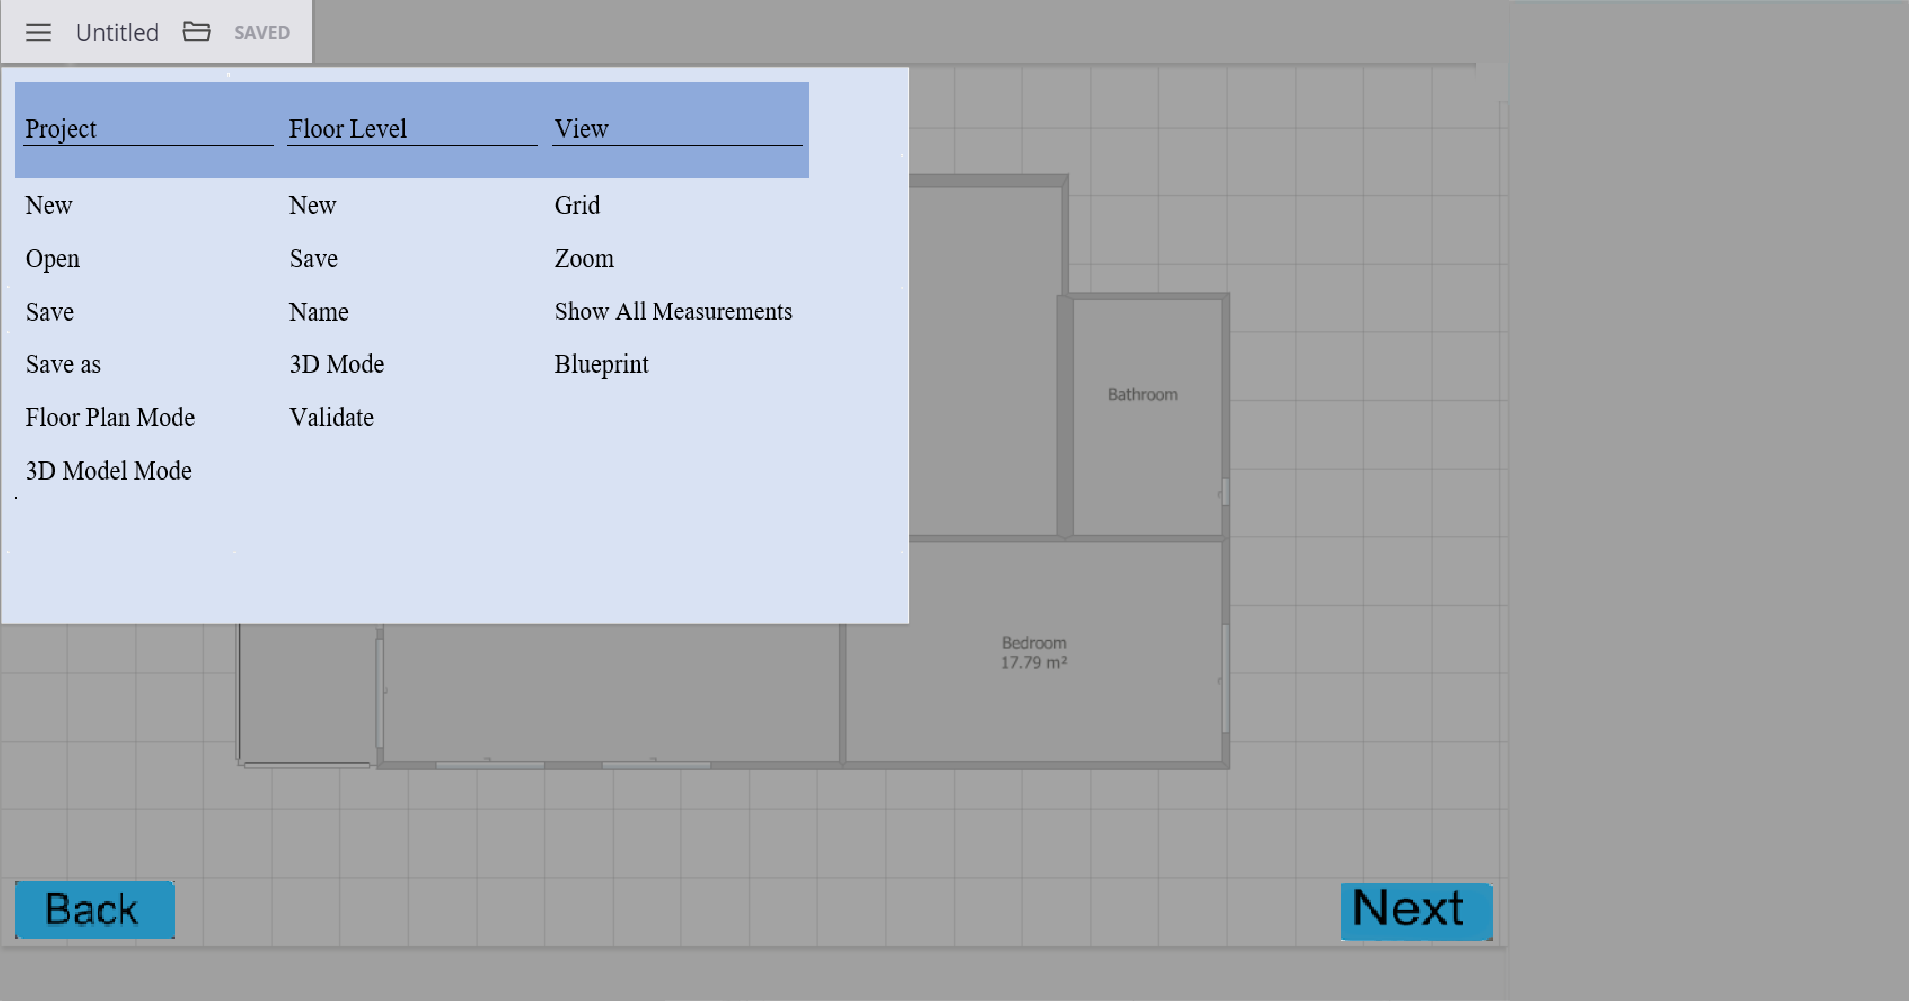 Untitled SAVED
Project Floor Level View
New New Grid
Open Save Zoom
Save Name Show All Measurements
Save as 3D Mode Blueprint
Floor Plan Mode Validate
3D Model Mode
Bathroom
Bedroom
17.79 m²
Back Next